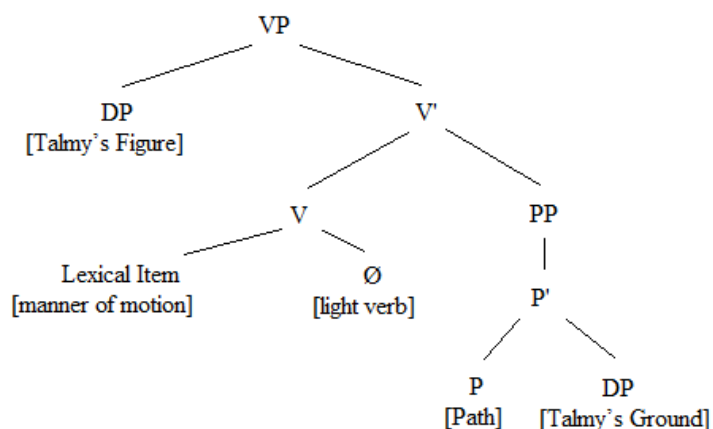 VP
DP
[Talmy's Figure]
V'
V
PP
Lexical Item
[manner of motion]
Ø
[light verb]
P'
P
[Path]
DP
[Talmy's Ground]